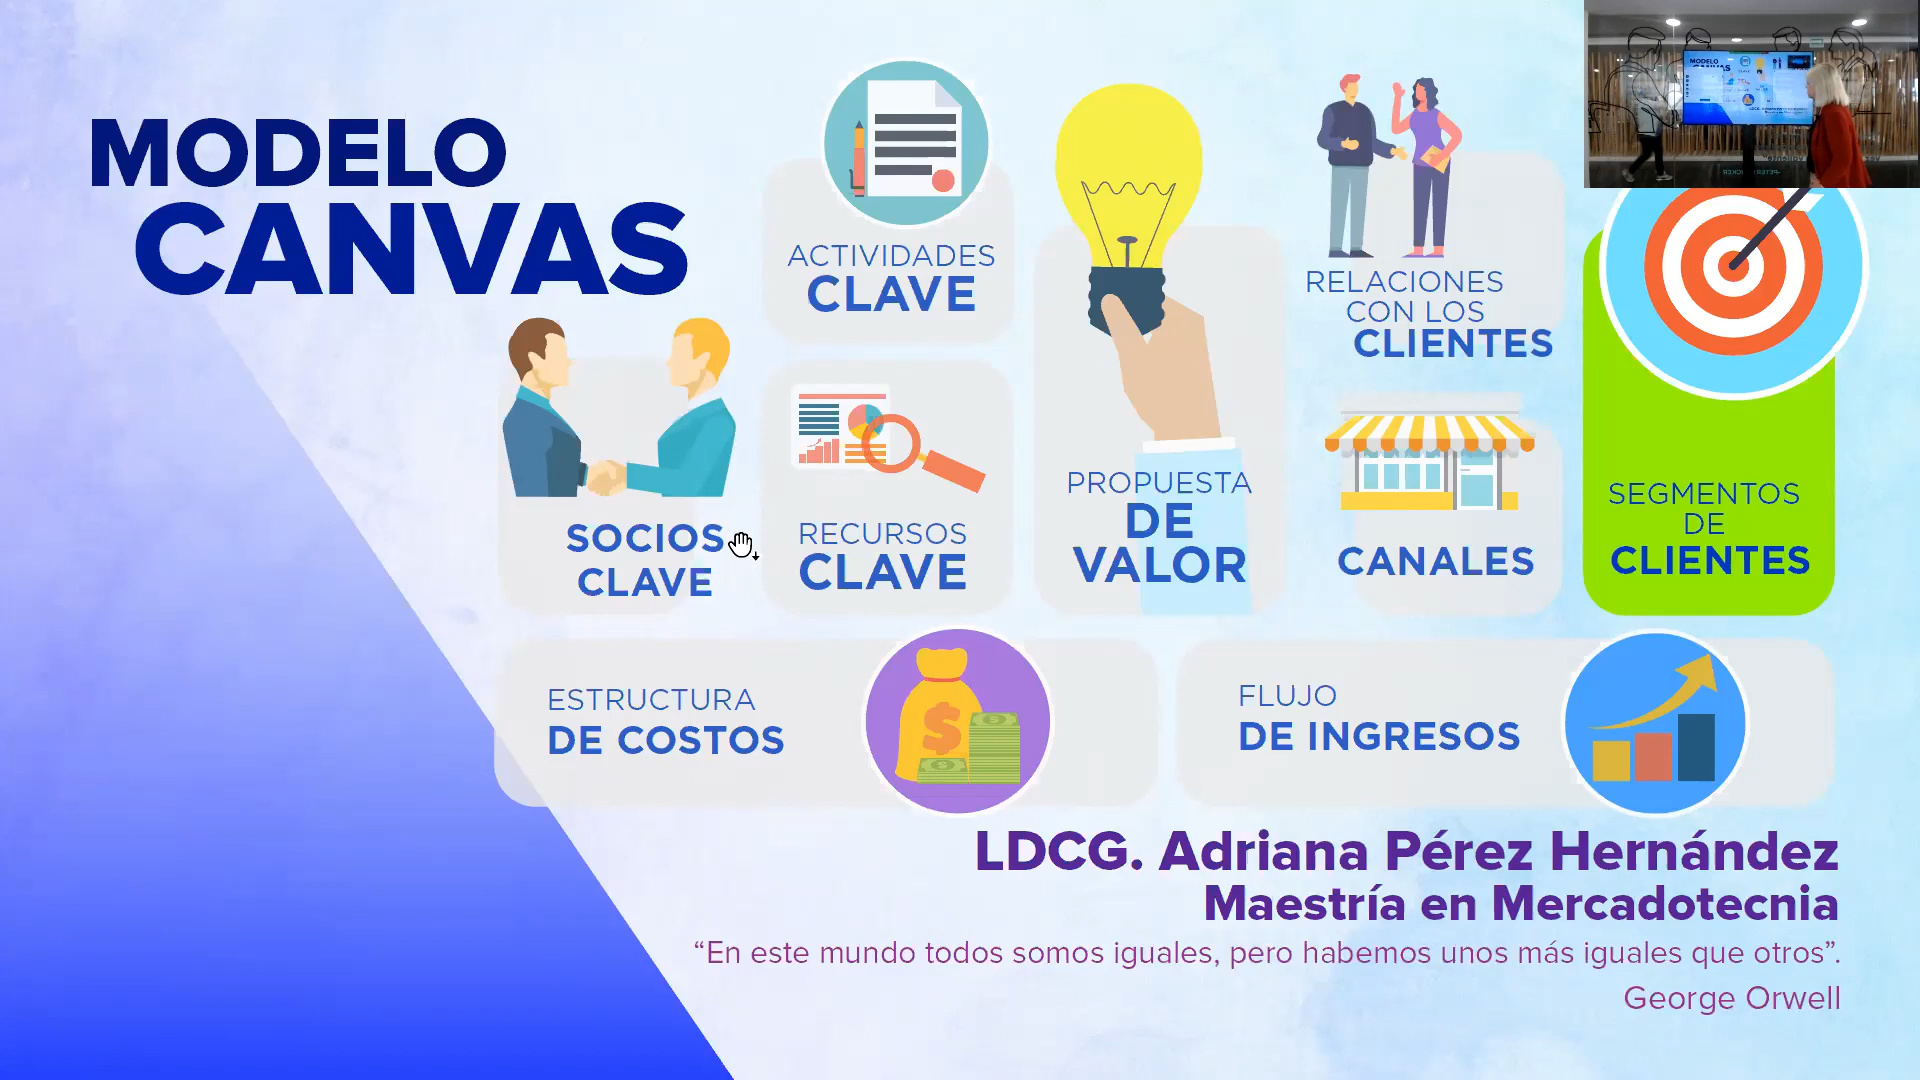 MODELO
CANVAS
ACTIVIDADES
CLAVE
RELACIONES
CON LOS
CLIENTES
SOCIOS
CLAVE
RECURSOS
CLAVE
PROPUESTA
DE
VALOR
CANALES
SEGMENTOS
DE
CLIENTES
ESTRUCTURA
DE COSTOS
FLUJO
DE INGRESOS
LDCG. Adriana Pérez Hernández
Maestría en Mercadotecnia
“En este mundo todos somos iguales, pero habemos unos más iguales que otros”.
George Orwell
MODELO
CANVAS